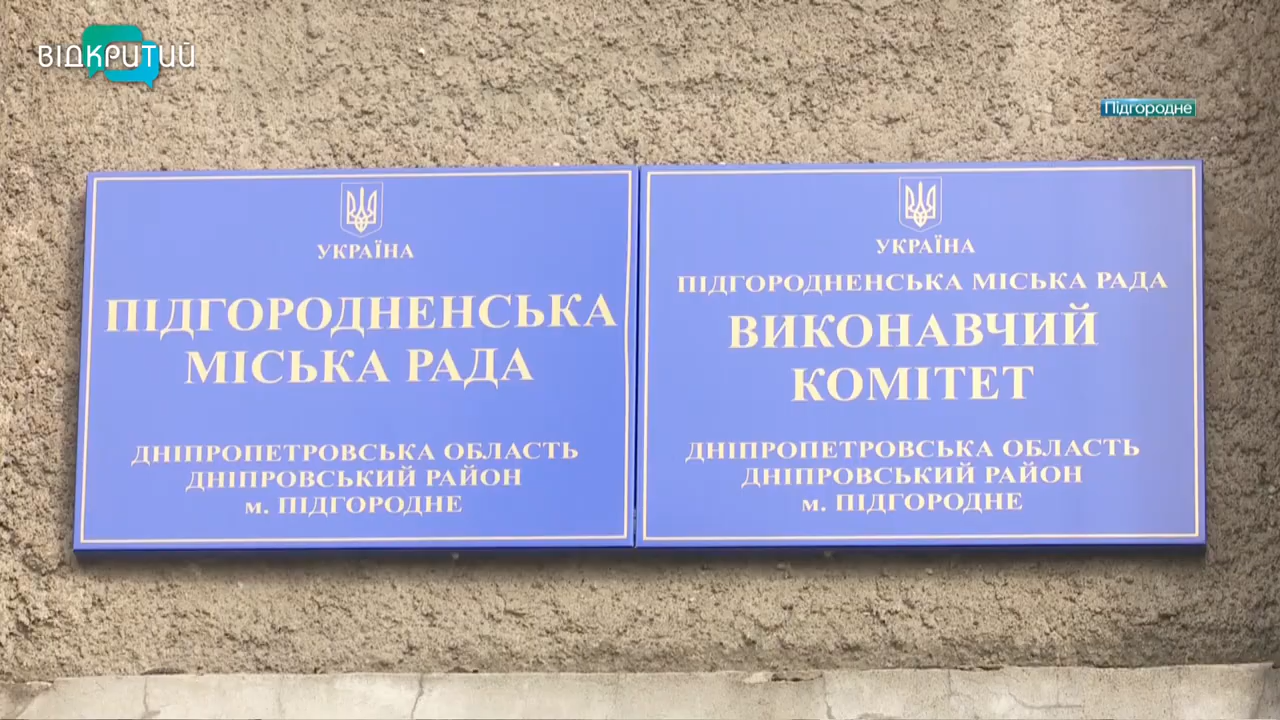 ВІДКРИТИЙ
Підгородне
УКРАЇНА
ПІДГОРОДНЕНСЬКА
МІСЬКА РАДА
ДНІПРОПЕТРОВСЬКА ОБЛАСТЬ
ДНІПРОВСЬКИЙ РАЙОН
м. ПІДГОРОДНЕ
УКРАЇНА
ПІДГОРОДНЕНСЬКА МІСЬКА РАДА
ВИКОНАВЧИЙ
КОМІТЕТ
ДНІПРОПЕТРОВСЬКА ОБЛАСТЬ
ДНІПРОВСЬКИЙ РАЙОН
м. ПІДГОРОДНЕ